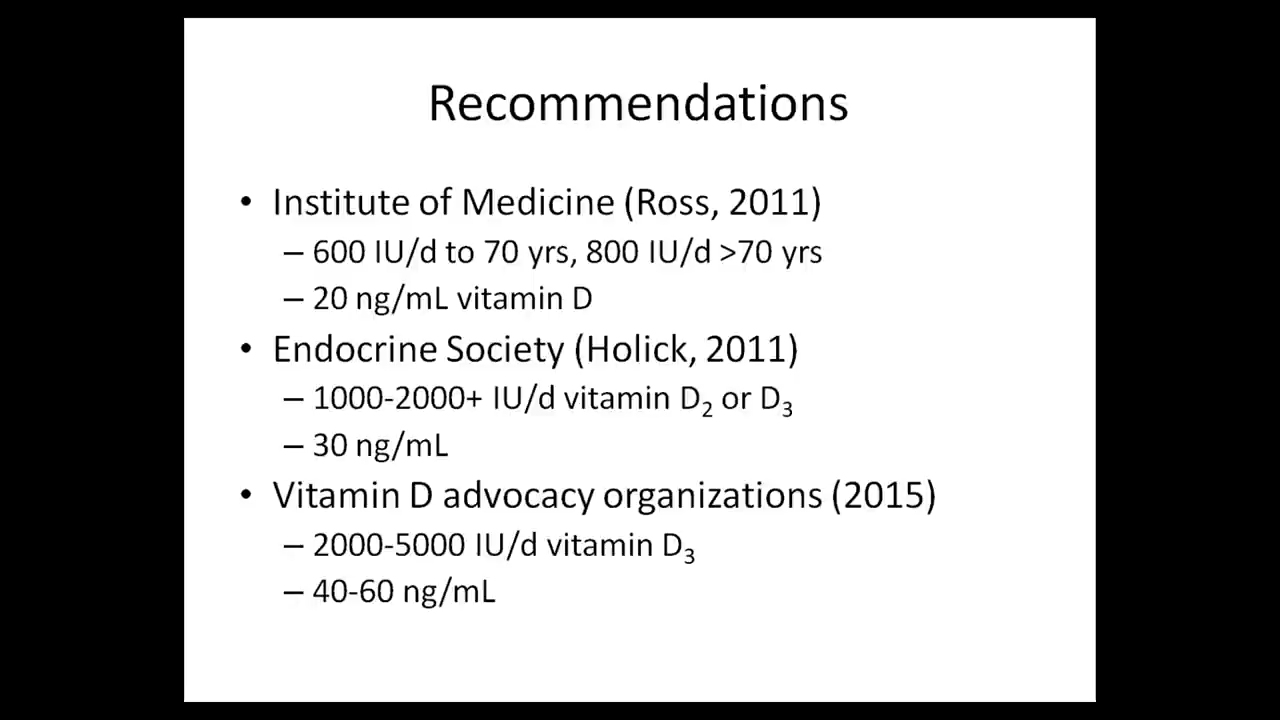 Recommendations
• Institute of Medicine (Ross, 2011)
– 600 IU/d to 70 yrs, 800 IU/d >70 yrs
– 20 ng/mL vitamin D
• Endocrine Society (Holick, 2011)
– 1000-2000+ IU/d vitamin D₂ or D₃
– 30 ng/mL
• Vitamin D advocacy organizations (2015)
– 2000-5000 IU/d vitamin D₃
– 40-60 ng/mL